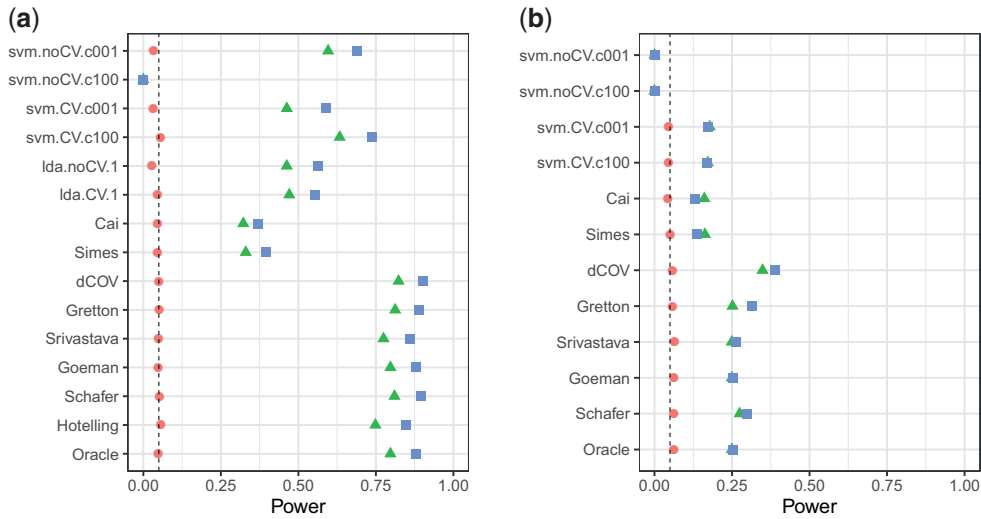 (a)
svm.noCV.c001
svm.noCV.c100
svm.CV.c001
svm.CV.c100
lda.noCV.1
lda.CV.1
Cai
Simes
dCOV
Gretton
Srivastava
Goeman
Schafer
Hotelling
Oracle
0.00 0.25 0.50 0.75 1.00
Power
(b)
svm.noCV.c001
svm.noCV.c100
svm.CV.c001
svm.CV.c100
Cai
Simes
dCOV
Gretton
Srivastava
Goeman
Schafer
Oracle
0.00 0.25 0.50 0.75 1.00
Power